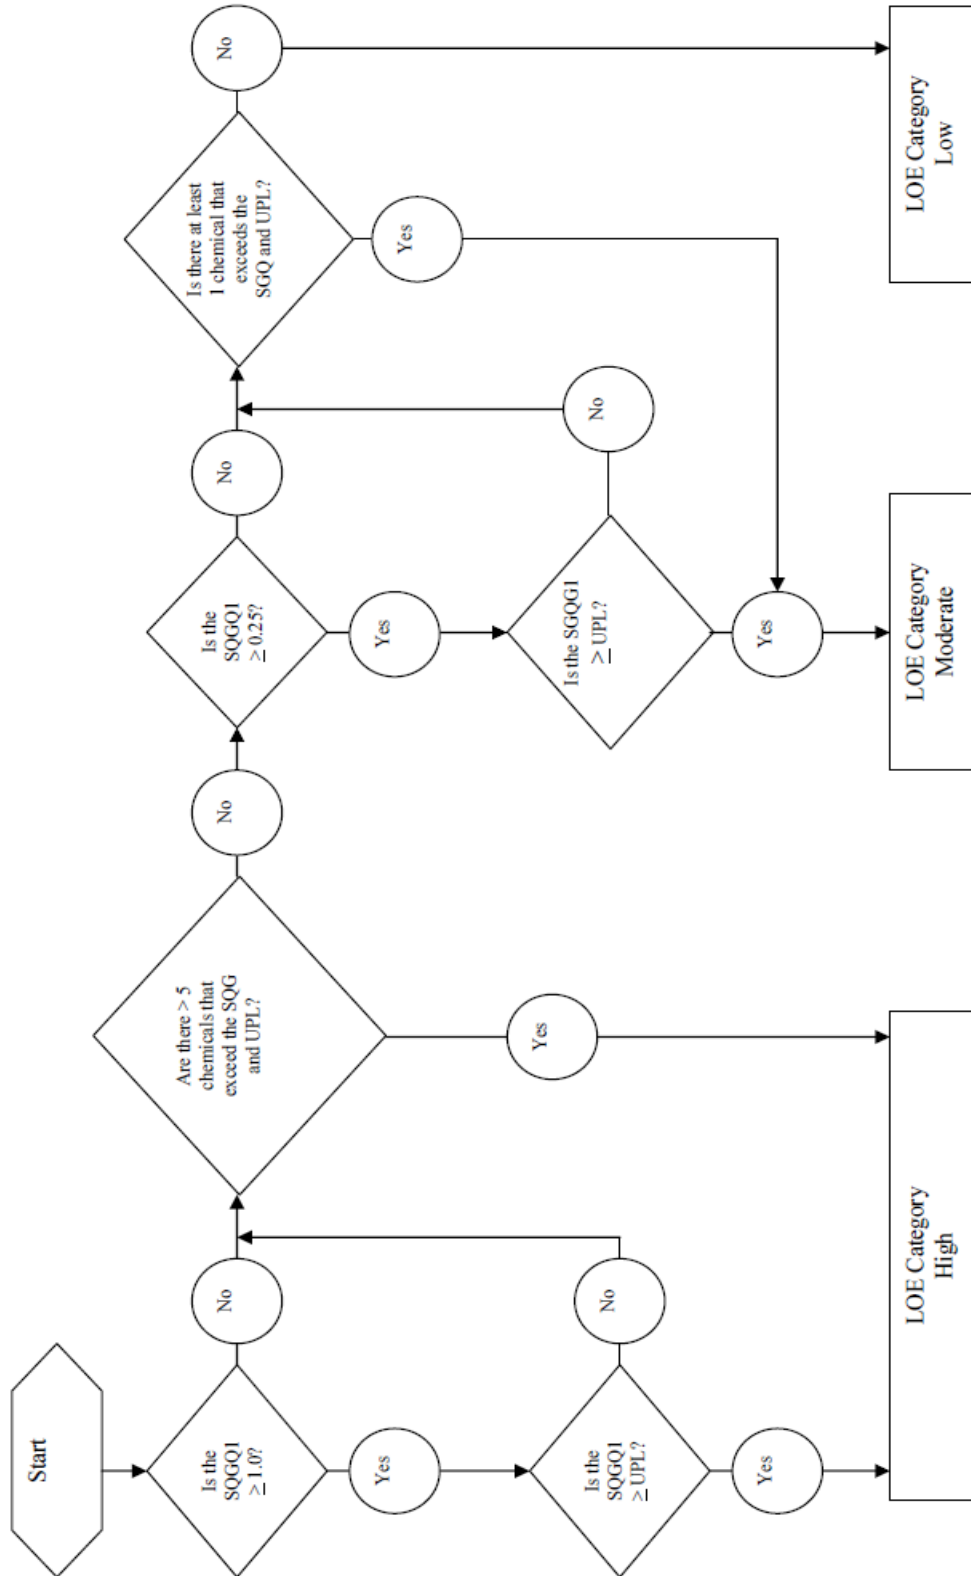 Start
Is the
SQGQ1
≥ 1.0?
No
Yes
Is the
SQGQ1
≥ UPL?
No
Yes
LOE Category
High
Are there > 5
chemicals that
exceed the SQG
and UPL?
No
Yes
Is the
SQGQ1
≥ 0.25?
No
Yes
Is the SGQG1
≥ UPL?
No
Yes
LOE Category
Moderate
Is there at least
1 chemical that
exceeds the
SGQ and UPL?
No
Yes
LOE Category
Low